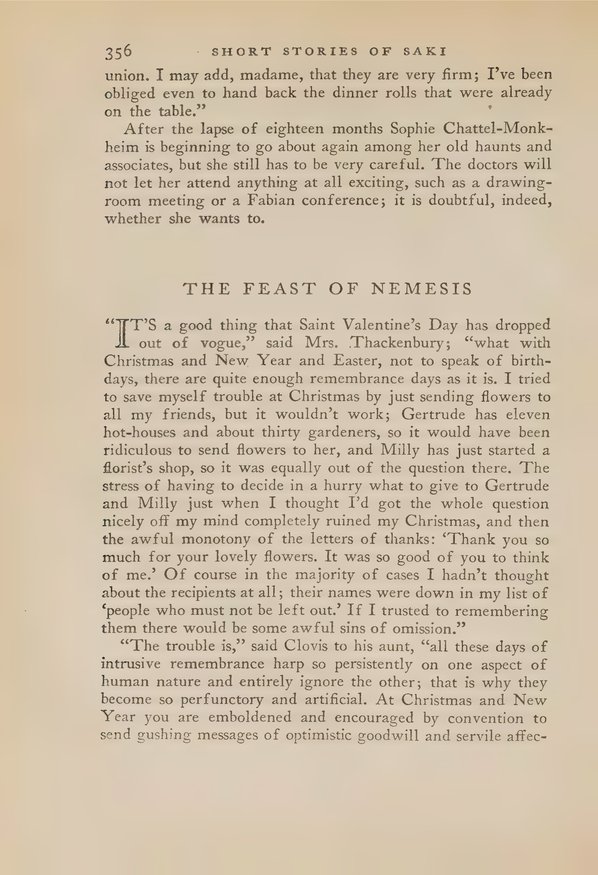 356 SHORT STORIES OF SAKI
union. I may add, madame, that they are very firm; I’ve been
obliged even to hand back the dinner rolls that were already
on the table.”
After the lapse of eighteen months Sophie Chattel-Monk-
heim is beginning to go about again among her old haunts and
associates, but she still has to be very careful. The doctors will
not let her attend anything at all exciting, such as a drawing-
room meeting or a Fabian conference; it is doubtful, indeed,
whether she wants to.
THE FEAST OF NEMESIS
“IT’S a good thing that Saint Valentine’s Day has dropped
out of vogue,” said Mrs. Thackenbury; “what with
Christmas and New Year and Easter, not to speak of birth-
days, there are quite enough remembrance days as it is. I tried
to save myself trouble at Christmas by just sending flowers to
all my friends, but it wouldn’t work; Gertrude has eleven
hot-houses and about thirty gardeners, so it would have been
ridiculous to send flowers to her, and Milly has just started a
florist’s shop, so it was equally out of the question there. The
stress of having to decide in a hurry what to give to Gertrude
and Milly just when I thought I’d got the whole question
nicely off my mind completely ruined my Christmas, and then
the awful monotony of the letters of thanks: ‘Thank you so
much for your lovely flowers. It was so good of you to think
of me.’ Of course in the majority of cases I hadn’t thought
about the recipients at all; their names were down in my list of
‘people who must not be left out.’ If I trusted to remembering
them there would be some awful sins of omission.”
“The trouble is,” said Clovis to his aunt, “all these days of
intrusive remembrance harp so persistently on one aspect of
human nature and entirely ignore the other; that is why they
become so perfunctory and artificial. At Christmas and New
Year you are emboldened and encouraged by convention to
send gushing messages of optimistic goodwill and servile affec-